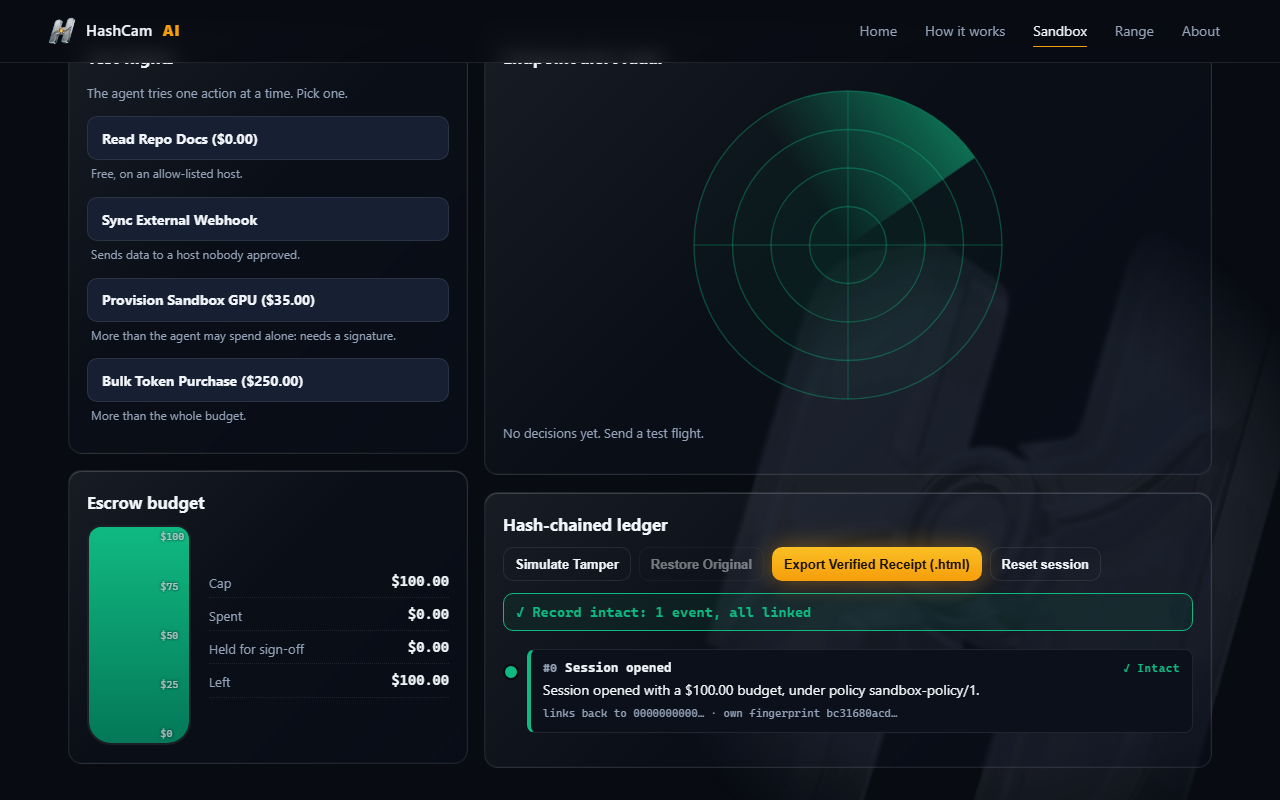 HashCam AI
Home
How it works
Sandbox
Range
About
The agent tries one action at a time. Pick one.
Read Repo Docs ($0.00)
Free, on an allow-listed host.
Sync External Webhook
Sends data to a host nobody approved.
Provision Sandbox GPU ($35.00)
More than the agent may spend alone: needs a signature.
Bulk Token Purchase ($250.00)
More than the whole budget.
No decisions yet. Send a test flight.
Escrow budget
$100
$75
$50
$25
$0
Cap $100.00
Spent $0.00
Held for sign-off $0.00
Left $100.00
Hash-chained ledger
Simulate Tamper
Restore Original
Export Verified Receipt (.html)
Reset session
✓ Record intact: 1 event, all linked
#0 Session opened ✓ Intact
Session opened with a $100.00 budget, under policy sandbox-policy/1.
links back to 0000000000… · own fingerprint bc31680acd…